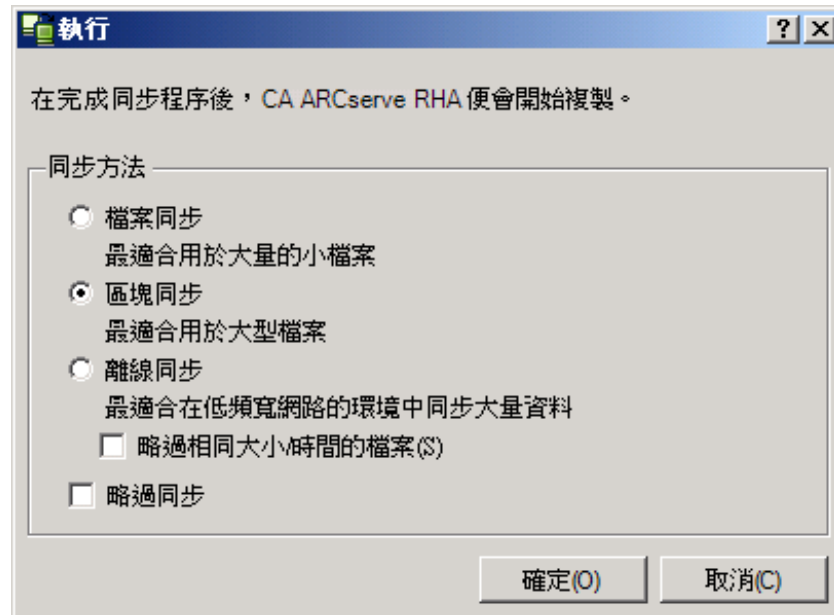 執行
在完成同步程序後，CA ARCserve RHA 便會開始複製。
同步方法
檔案同步
最適合用於大量的小檔案
區塊同步
最適合用於大型檔案
離線同步
最適合在低頻寬網路的環境中同步大量資料
略過相同大小/時間的檔案(S)
略過同步
確定(O) 取消(C)